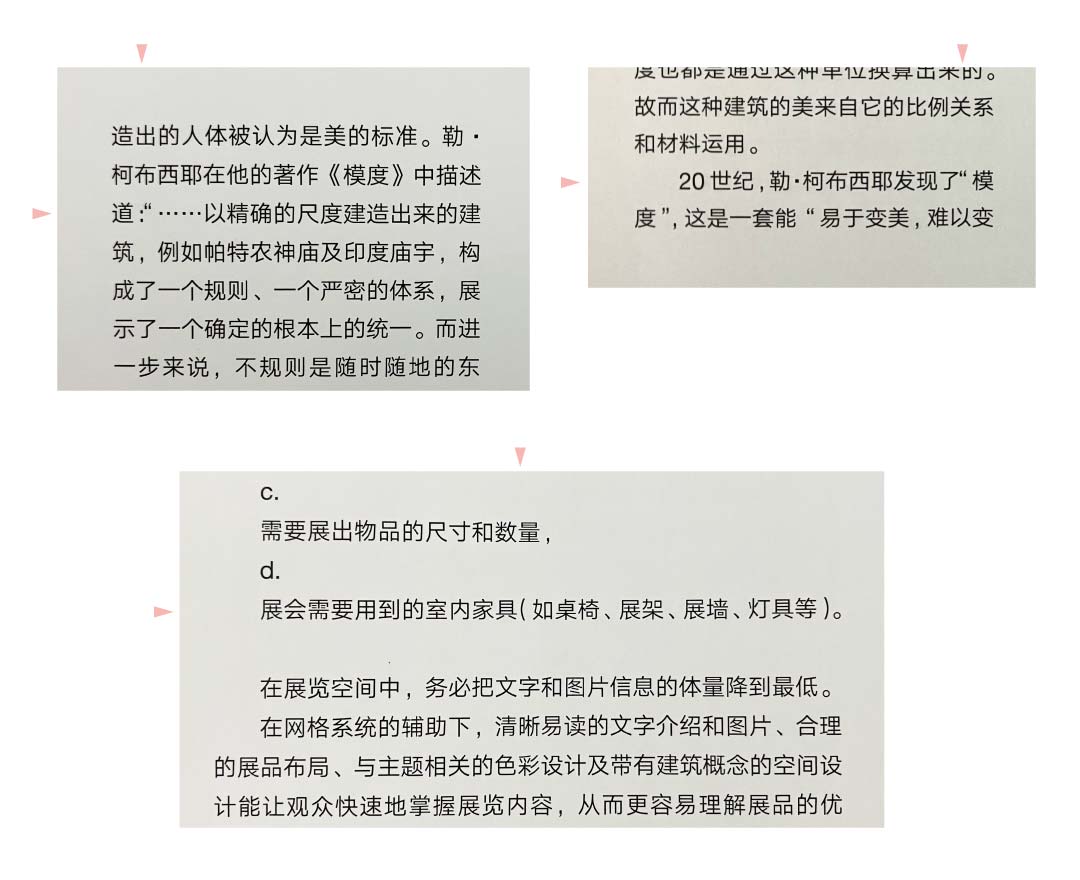 造出的人体被认为是美的标准。勒·
柯布西耶在他的著作《模度》中描述
道:“……以精确的尺度建造出来的建
筑，例如帕特农神庙及印度庙宇，构
成了一个规则、一个严密的体系，展
示了一个确定的根本上的统一。而进
一步来说，不规则是随时随地的东
度也都是通过这种单位换算出来的。
故而这种建筑的美来自它的比例关系
和材料运用。
20 世纪，勒·柯布西耶发现了“模
度”，这是一套能 “易于变美，难以变
c.
需要展出物品的尺寸和数量，
d.
展会需要用到的室内家具(如桌椅、展架、展墙、灯具等)。
在展览空间中，务必把文字和图片信息的体量降到最低。
在网格系统的辅助下，清晰易读的文字介绍和图片、合理
的展品布局、与主题相关的色彩设计及带有建筑概念的空间设
计能让观众快速地掌握展览内容，从而更容易理解展品的优